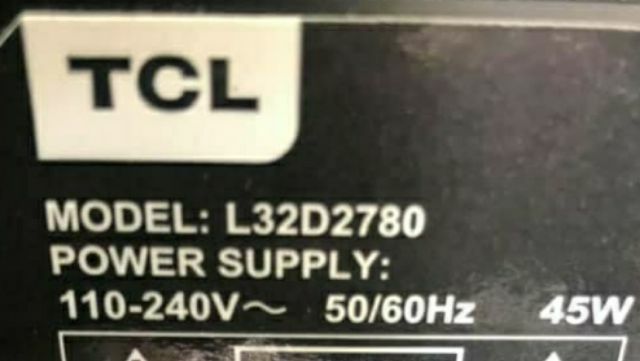 TCL
MODEL: L32D2780
POWER SUPPLY:
110-240V～ 50/60Hz 45W